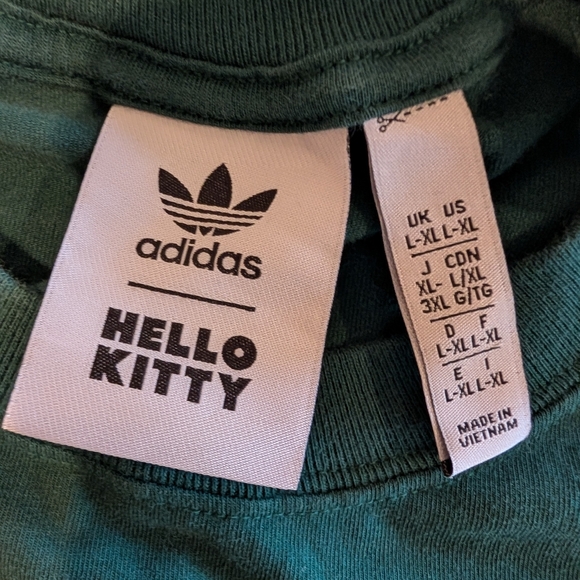 adidas
HELLO
KITTY
UK US
L-XL L-XL
J CDN
XL- L/XL
3XL G/TG
D F
L-XL L-XL
E I
L-XL L-XL
MADE IN
VIETNAM